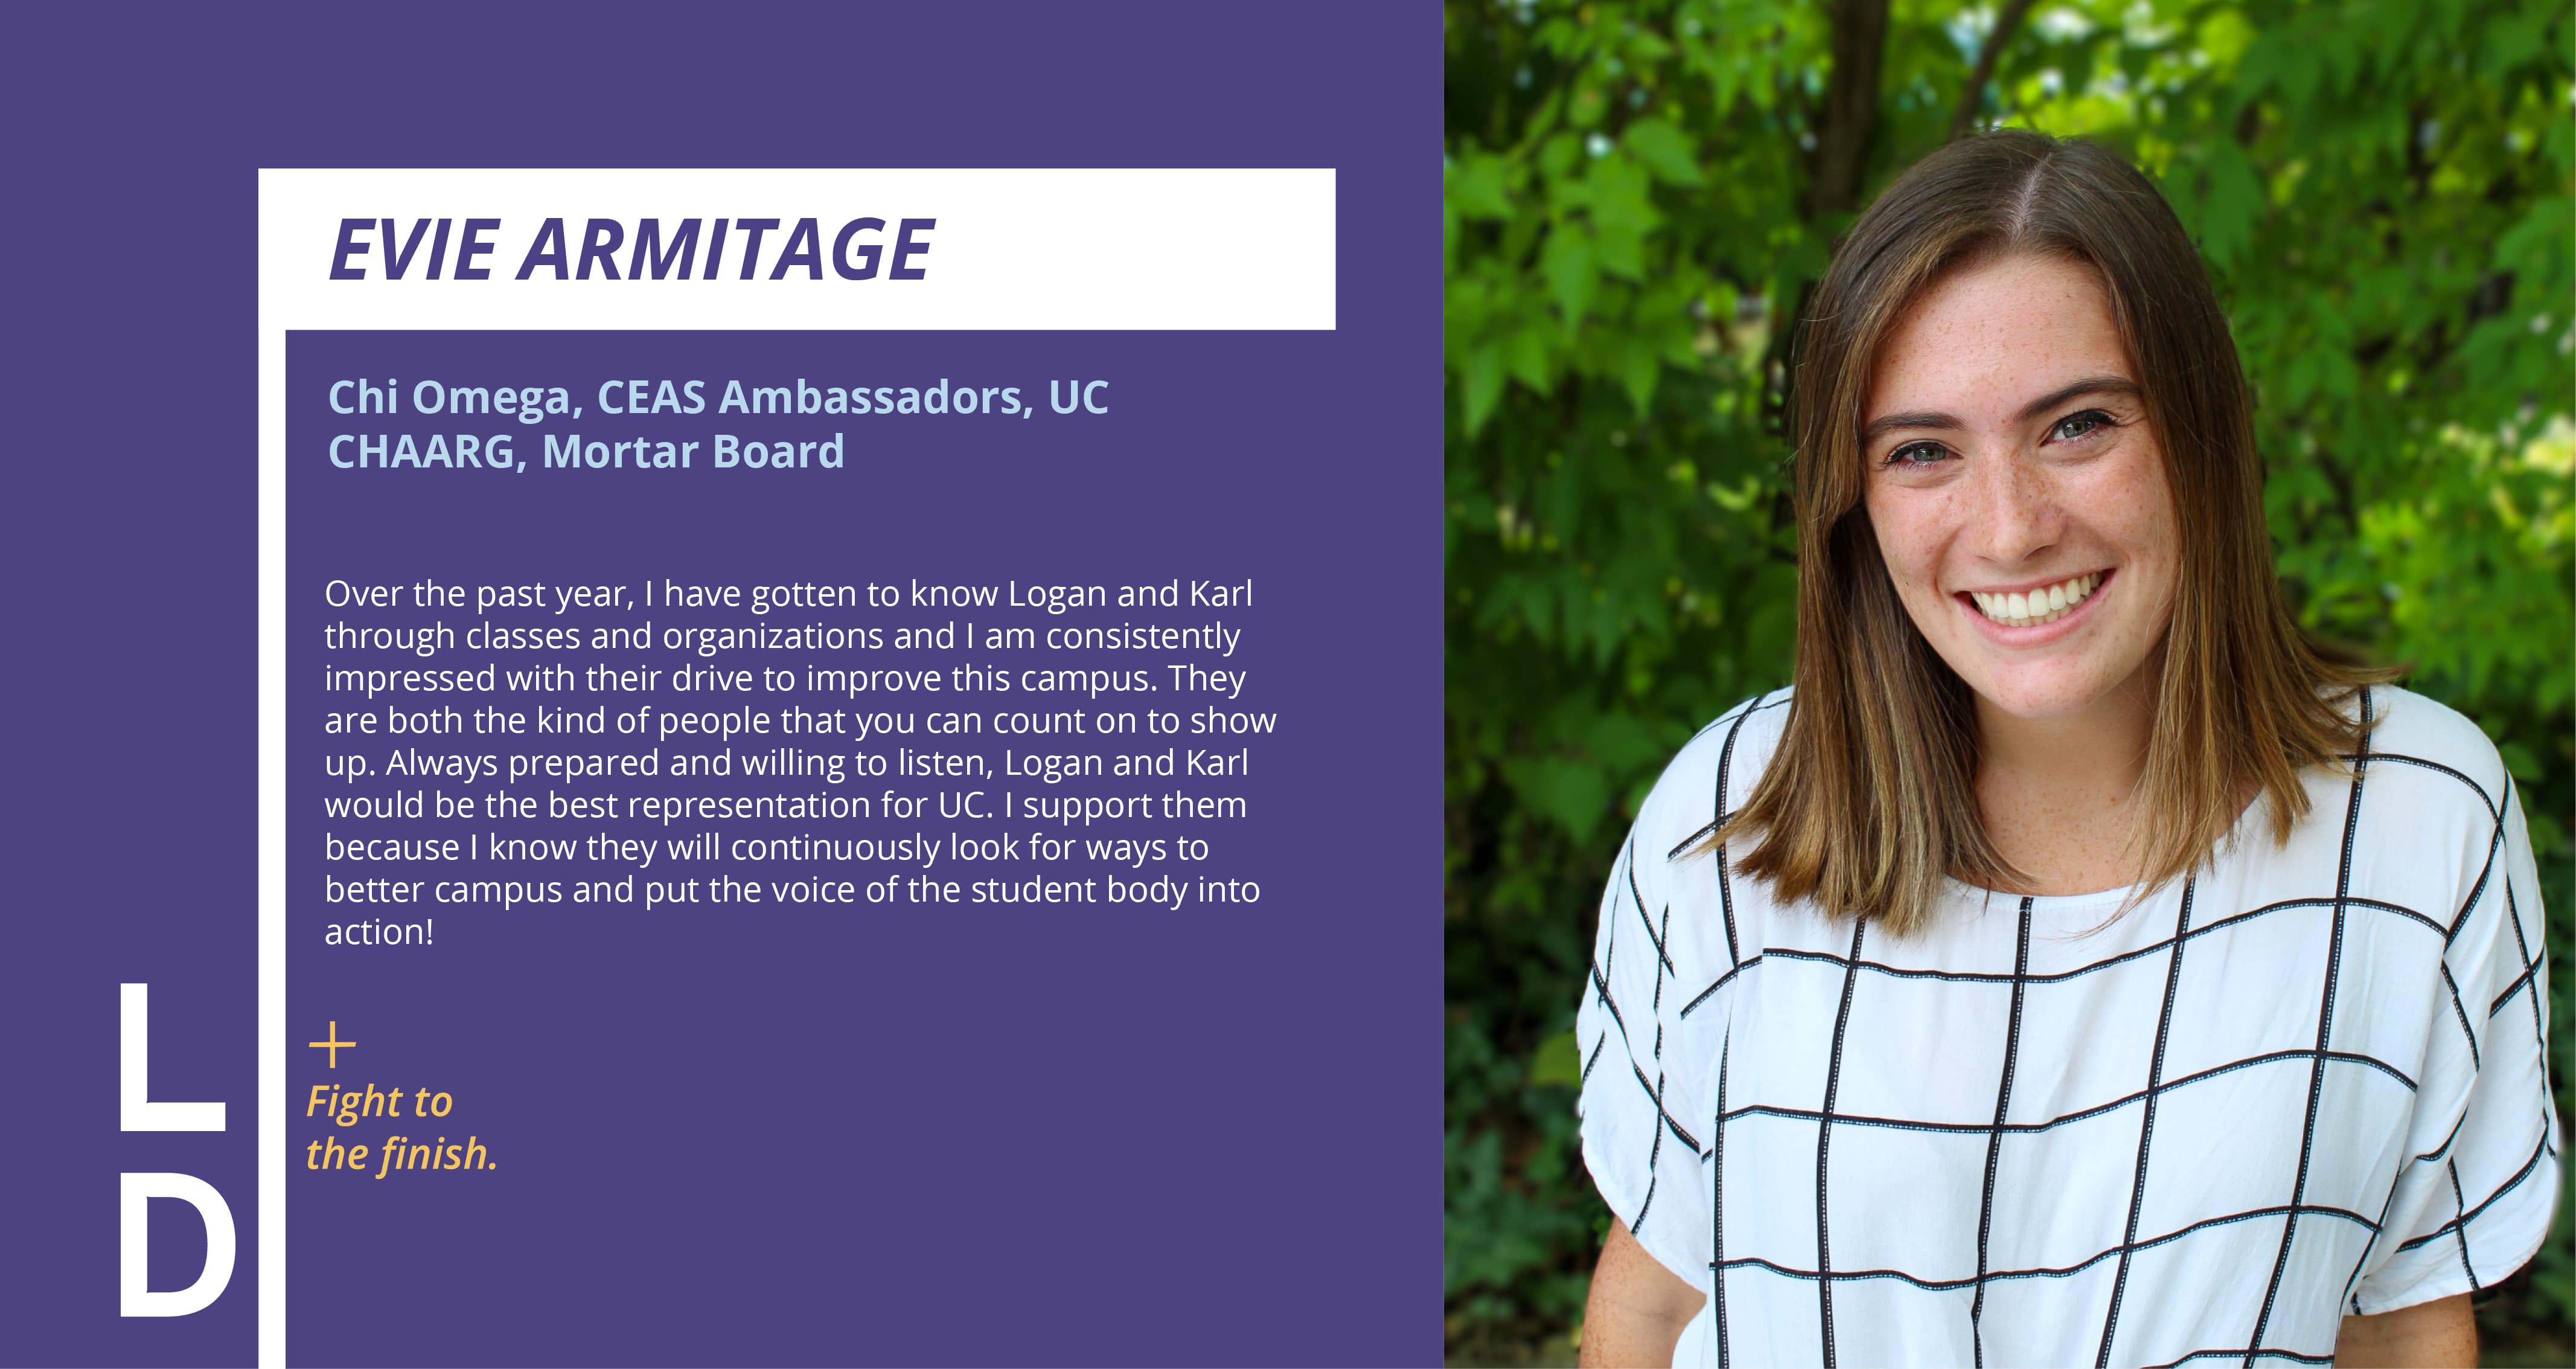 EVIE ARMITAGE
Chi Omega, CEAS Ambassadors, UC
CHAARG, Mortar Board
Over the past year, I have gotten to know Logan and Karl
through classes and organizations and I am consistently
impressed with their drive to improve this campus. They
are both the kind of people that you can count on to show
up. Always prepared and willing to listen, Logan and Karl
would be the best representation for UC. I support them
because I know they will continuously look for ways to
better campus and put the voice of the student body into
action!
+
Fight to
the finish.
L
D